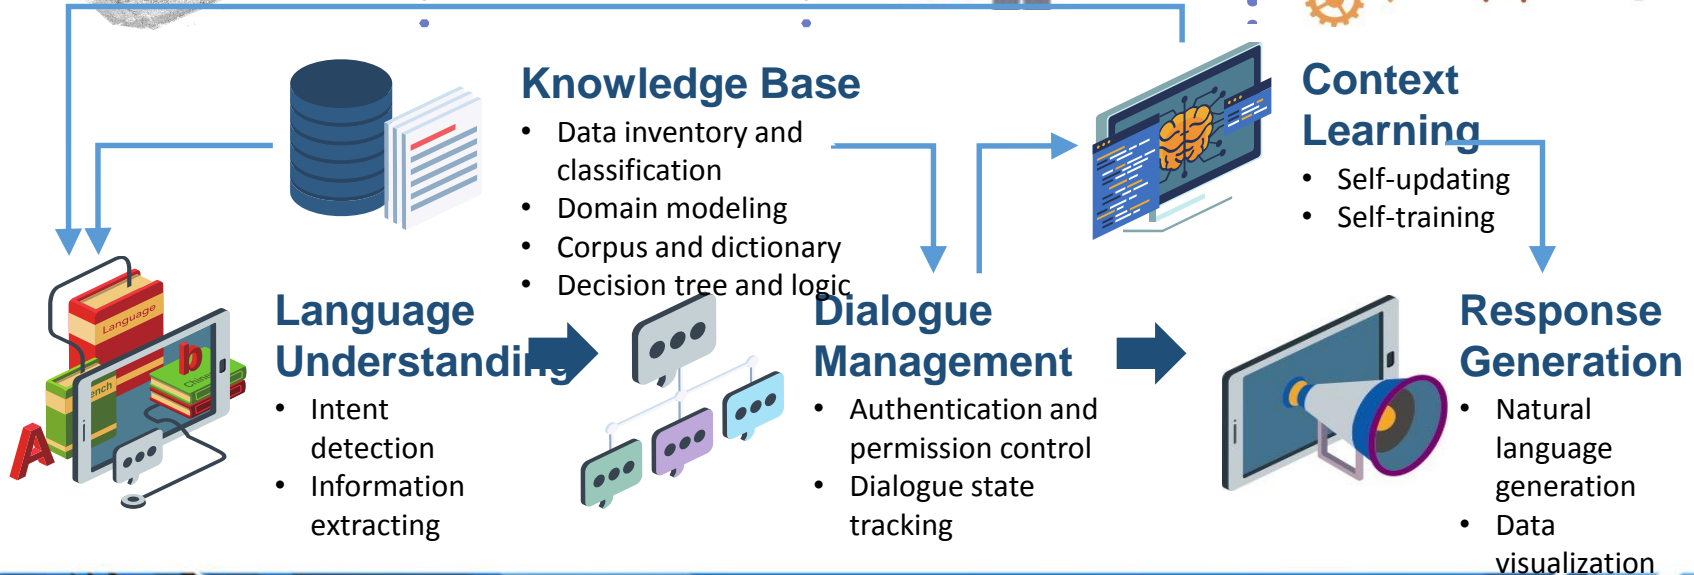 Knowledge Base
• Data inventory and
classification
• Domain modeling
• Corpus and dictionary
• Decision tree and logic
Context
Learning
• Self-updating
• Self-training
Language
Understanding
• Intent
detection
• Information
extracting
Dialogue
Management
• Authentication and
permission control
• Dialogue state
tracking
Response
Generation
• Natural
language
generation
• Data
visualization
Language
b
A